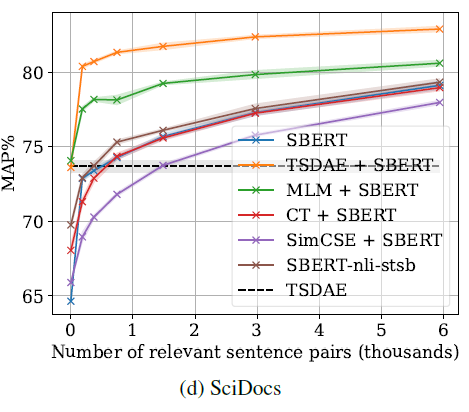 MAP%
80
75
70
65
0
1
2
3
4
5
6
SBERT
TSDAE + SBERT
MLM + SBERT
CT + SBERT
SimCSE + SBERT
SBERT-nli-stsb
TSDAE
Number of relevant sentence pairs (thousands)
(d) SciDocs